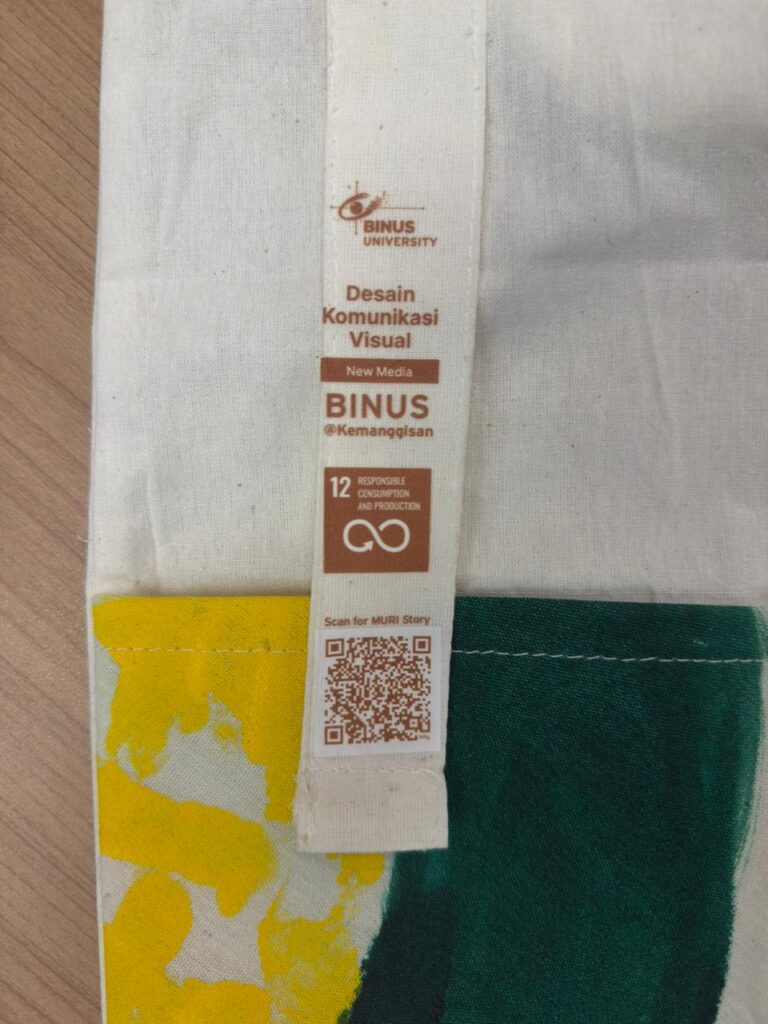 BINUS
UNIVERSITY
Desain
Komunikasi
Visual
New Media
BINUS
@Kemanggisan
12 RESPONSIBLE
CONSUMPTION
AND PRODUCTION
Scan for MURI Story